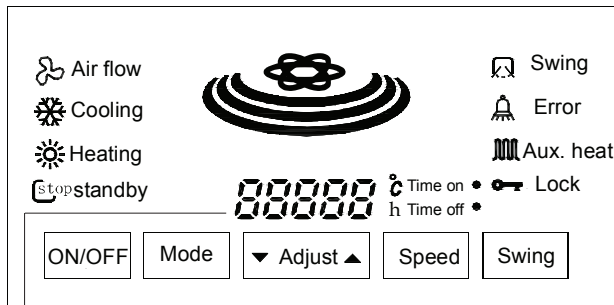 Air flow
Cooling
Heating
stop standby
Swing
Error
Aux. heat
Lock
88888 °C Time on •
h Time off •
ON/OFF
Mode
▼ Adjust ▲
Speed
Swing